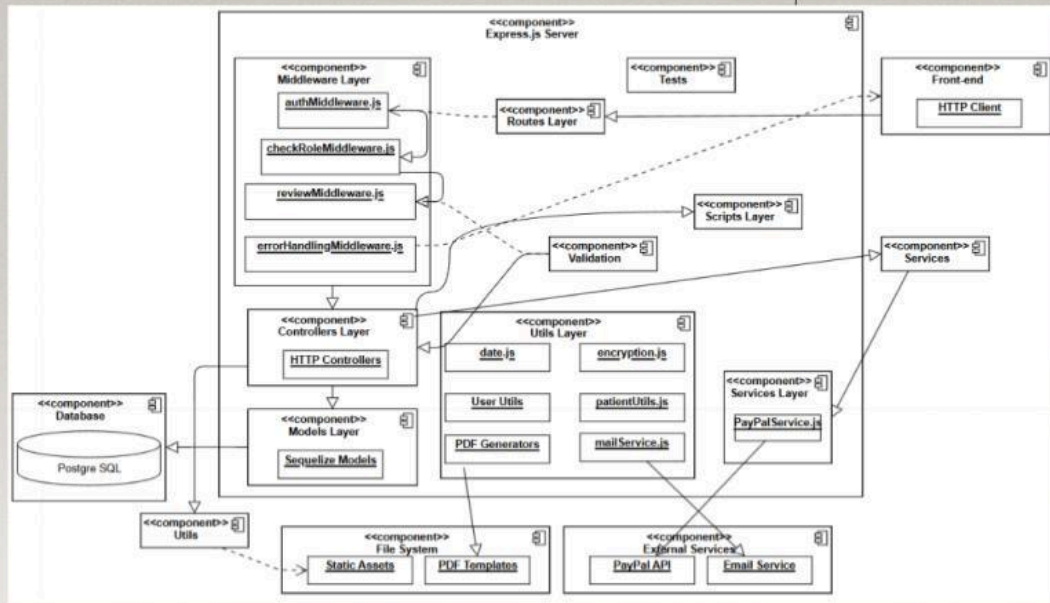 <<component>>
Express.js Server
<<component>>
Middleware Layer
authMiddleware.js
checkRoleMiddleware.js
reviewMiddleware.js
errorHandlingMiddleware.js
<<component>>
Tests
<<component>>
Routes Layer
<<component>>
Front-end
HTTP Client
<<component>>
Scripts Layer
<<component>>
Validation
<<component>>
Services
<<component>>
Controllers Layer
HTTP Controllers
<<component>>
Utils Layer
date.js
encryption.js
User Utils
patientUtils.js
PDF Generators
mailService.js
<<component>>
Services Layer
PayPalService.js
<<component>>
Database
Postgre SQL
<<component>>
Models Layer
Sequelize Models
<<component>>
Utils
<<component>>
File System
Static Assets
PDF Templates
<<component>>
External Services
PayPal API
Email Service